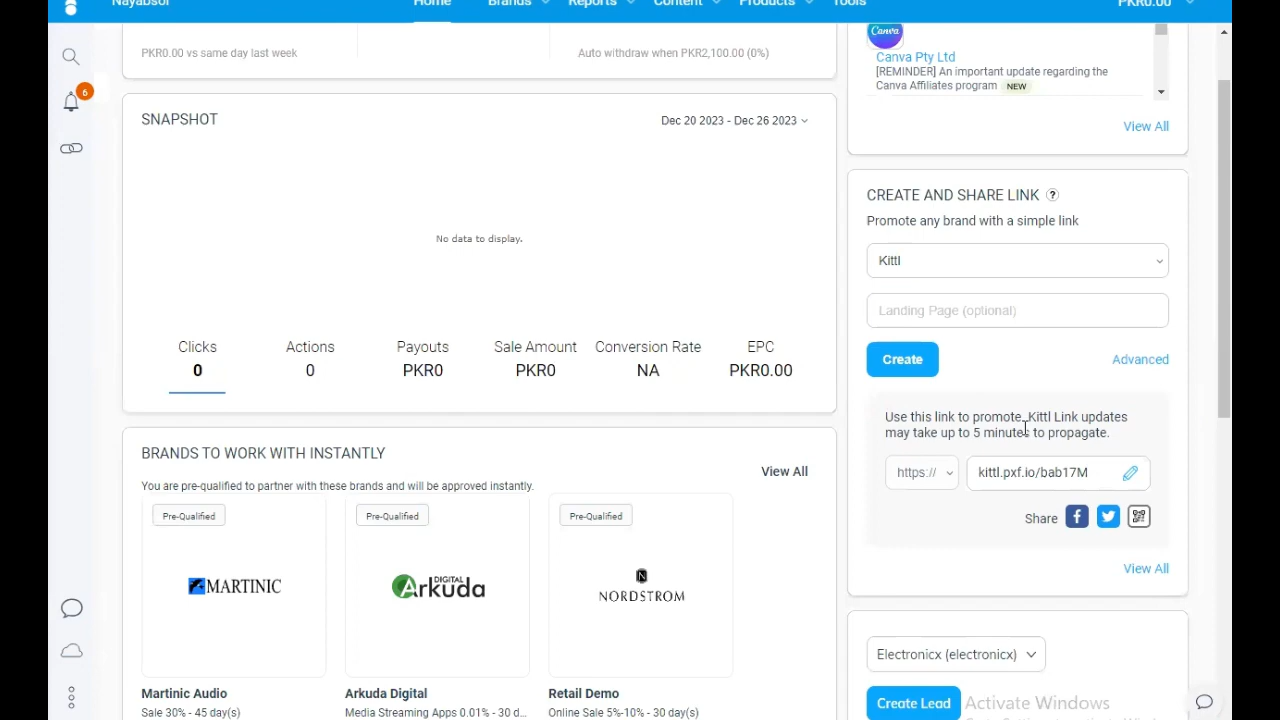 Nayabsol
Home
Brands
Reports
Content
Products
Tools
PKR0.00
PKR0.00 vs same day last week
Auto withdraw when PKR2,100.00 (0%)
Canva
Canva Pty Ltd
[REMINDER] An important update regarding the
Canva Affiliates program NEW
View All
6
SNAPSHOT
Dec 20 2023 - Dec 26 2023
No data to display.
Clicks
0
Actions
0
Payouts
PKR0
Sale Amount
PKR0
Conversion Rate
NA
EPC
PKR0.00
CREATE AND SHARE LINK ?
Promote any brand with a simple link
Kittl
Landing Page (optional)
Create
Advanced
Use this link to promote Kittl Link updates
may take up to 5 minutes to propagate.
https://
kittl.pxf.io/bab17M
Share
View All
BRANDS TO WORK WITH INSTANTLY
View All
You are pre-qualified to partner with these brands and will be approved instantly.
Pre-Qualified
MARTINIC
Martinic Audio
Sale 30% - 45 day(s)
Pre-Qualified
Arkuda DIGITAL
Arkuda Digital
Media Streaming Apps 0.01% - 30 d...
Pre-Qualified
N
NORDSTROM
Retail Demo
Online Sale 5%-10% - 30 day(s)
Electronicx (electronicx)
Create Lead
Activate Windows